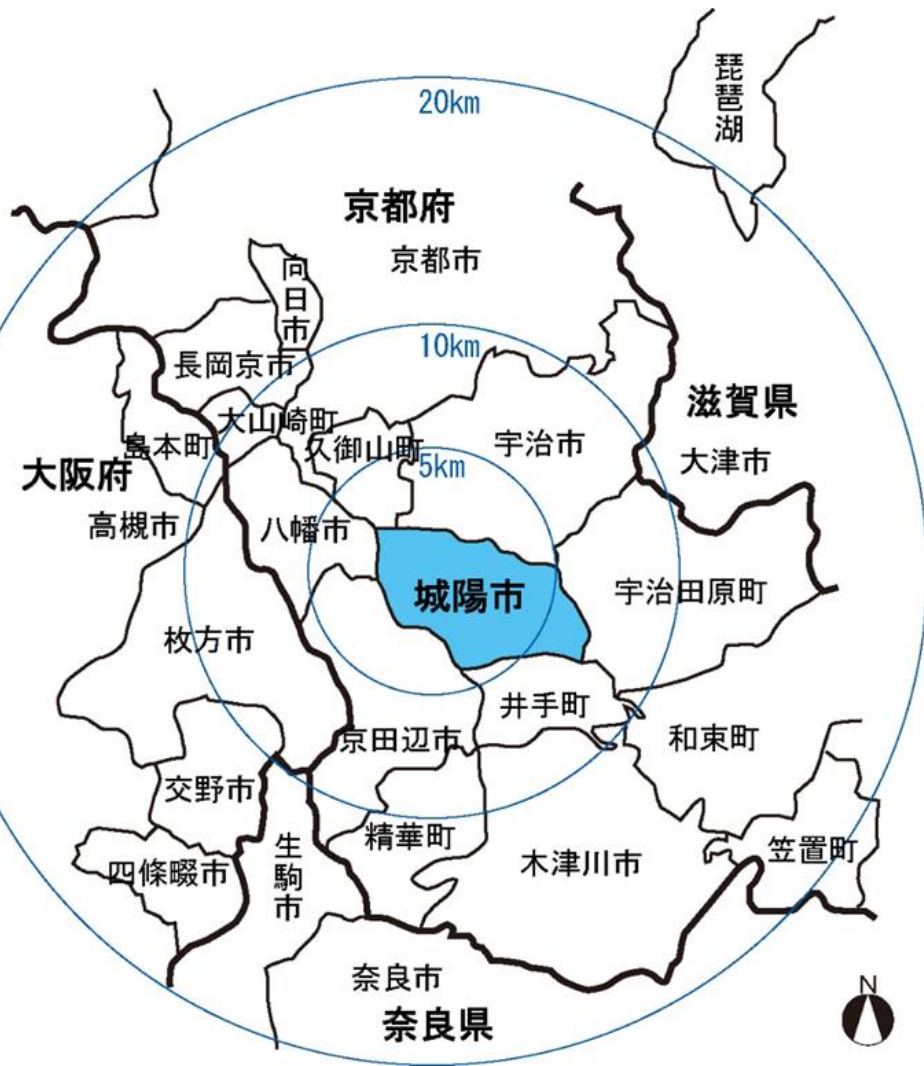 琵琶湖
20km
京都府
京都市
向日市
10km
長岡京市
滋賀県
大山崎町
島本町
久御山町
宇治市
5km
大津市
大阪府
高槻市
八幡市
城陽市
宇治田原町
枚方市
井手町
京田辺市
和束町
交野市
精華町
生駒市
木津川市
笠置町
四條畷市
奈良市
奈良県
N